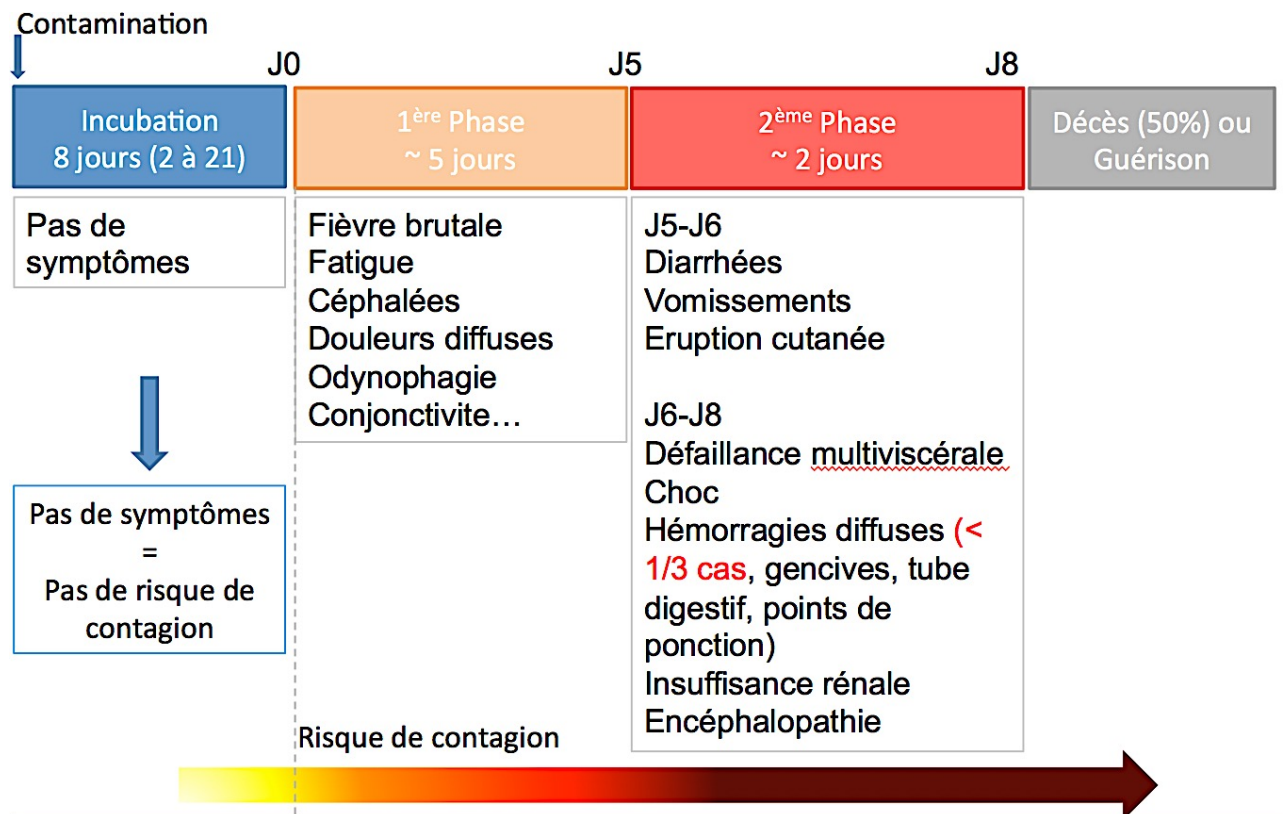 Contamination
J0
J5
J8
Incubation
8 jours (2 à 21)
1ère Phase
~ 5 jours
2ème Phase
~ 2 jours
Décès (50%) ou
Guérison
Pas de
symptômes
Fièvre brutale
Fatigue
Céphalées
Douleurs diffuses
Odynophagie
Conjonctivite…
J5-J6
Diarrhées
Vomissements
Eruption cutanée
J6-J8
Défaillance multiviscérale
Choc
Hémorragies diffuses (<
1/3 cas, gencives, tube
digestif, points de
ponction)
Insuffisance rénale
Encéphalopathie
Pas de symptômes
=
Pas de risque de
contagion
Risque de contagion